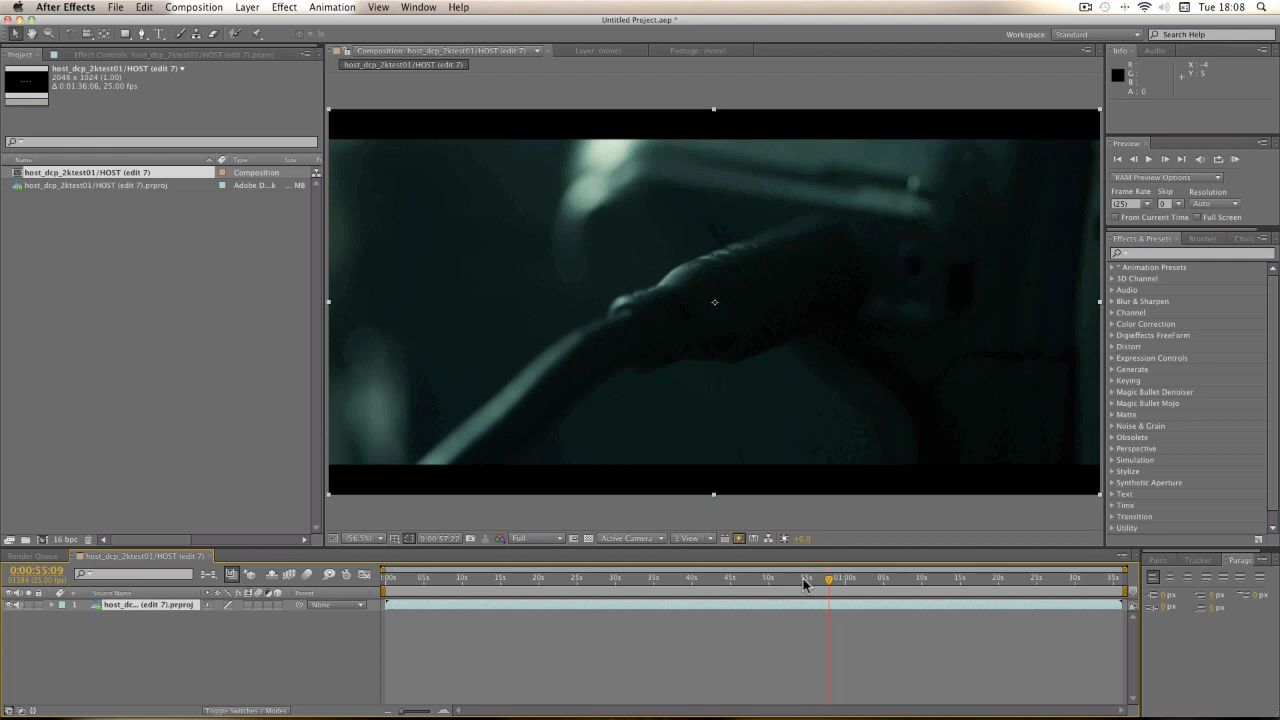 After Effects File Edit Composition Layer Effect Animation View Window Help Tue 18:08
Untitled Project.aep *
Workspace: Standard Search Help
Project Effect Controls: host_dcp_2ktest01/HOST (edit 7).prproj Composition: host_dcp_2ktest01/HOST (edit 7) Layer: (none) Footage: (none) Info Audio
host_dcp_2ktest01/HOST (edit 7)
host_dcp_2ktest01/HOST (edit 7)
2048 x 1024 (1.00)
Δ 0:01:36:06, 25.00 fps
R :
G :
B :
A : 0
X : -4
Y : 5
Name Type Size
host_dcp_2ktest01/HOST (edit 7) Composition
host_dcp_2ktest01/HOST (edit 7).prproj Adobe D...k ... MB
Preview
RAM Preview Options
Frame Rate Skip Resolution
(25) 0 Auto
From Current Time Full Screen
Effects & Presets Brushes
* Animation Presets
3D Channel
Audio
Blur & Sharpen
Channel
Color Correction
Digieffects FreeForm
Distort
Expression Controls
Generate
Keying
Magic Bullet Denoiser
Magic Bullet Mojo
Matte
Noise & Grain
Obsolete
Perspective
Simulation
Stylize
Synthetic Aperture
Text
Time
Transition
Utility
16 bpc (56.5%) 0:00:57:22 Full Active Camera 1 View +0.0
Render Queue host_dcp_2ktest01/HOST (edit 7) Paint Tracker Paragr
0:00:55:09
01384 (25.00 fps)
:00s 05s 10s 15s 20s 25s 30s 35s 40s 45s 50s 01:00s 05s 10s 15s 20s 25s 30s 35s
# Source Name Parent
1 host_dc... (edit 7).prproj None
0 px 0 px 0 px
0 px 0 px
Toggle Switches / Modes